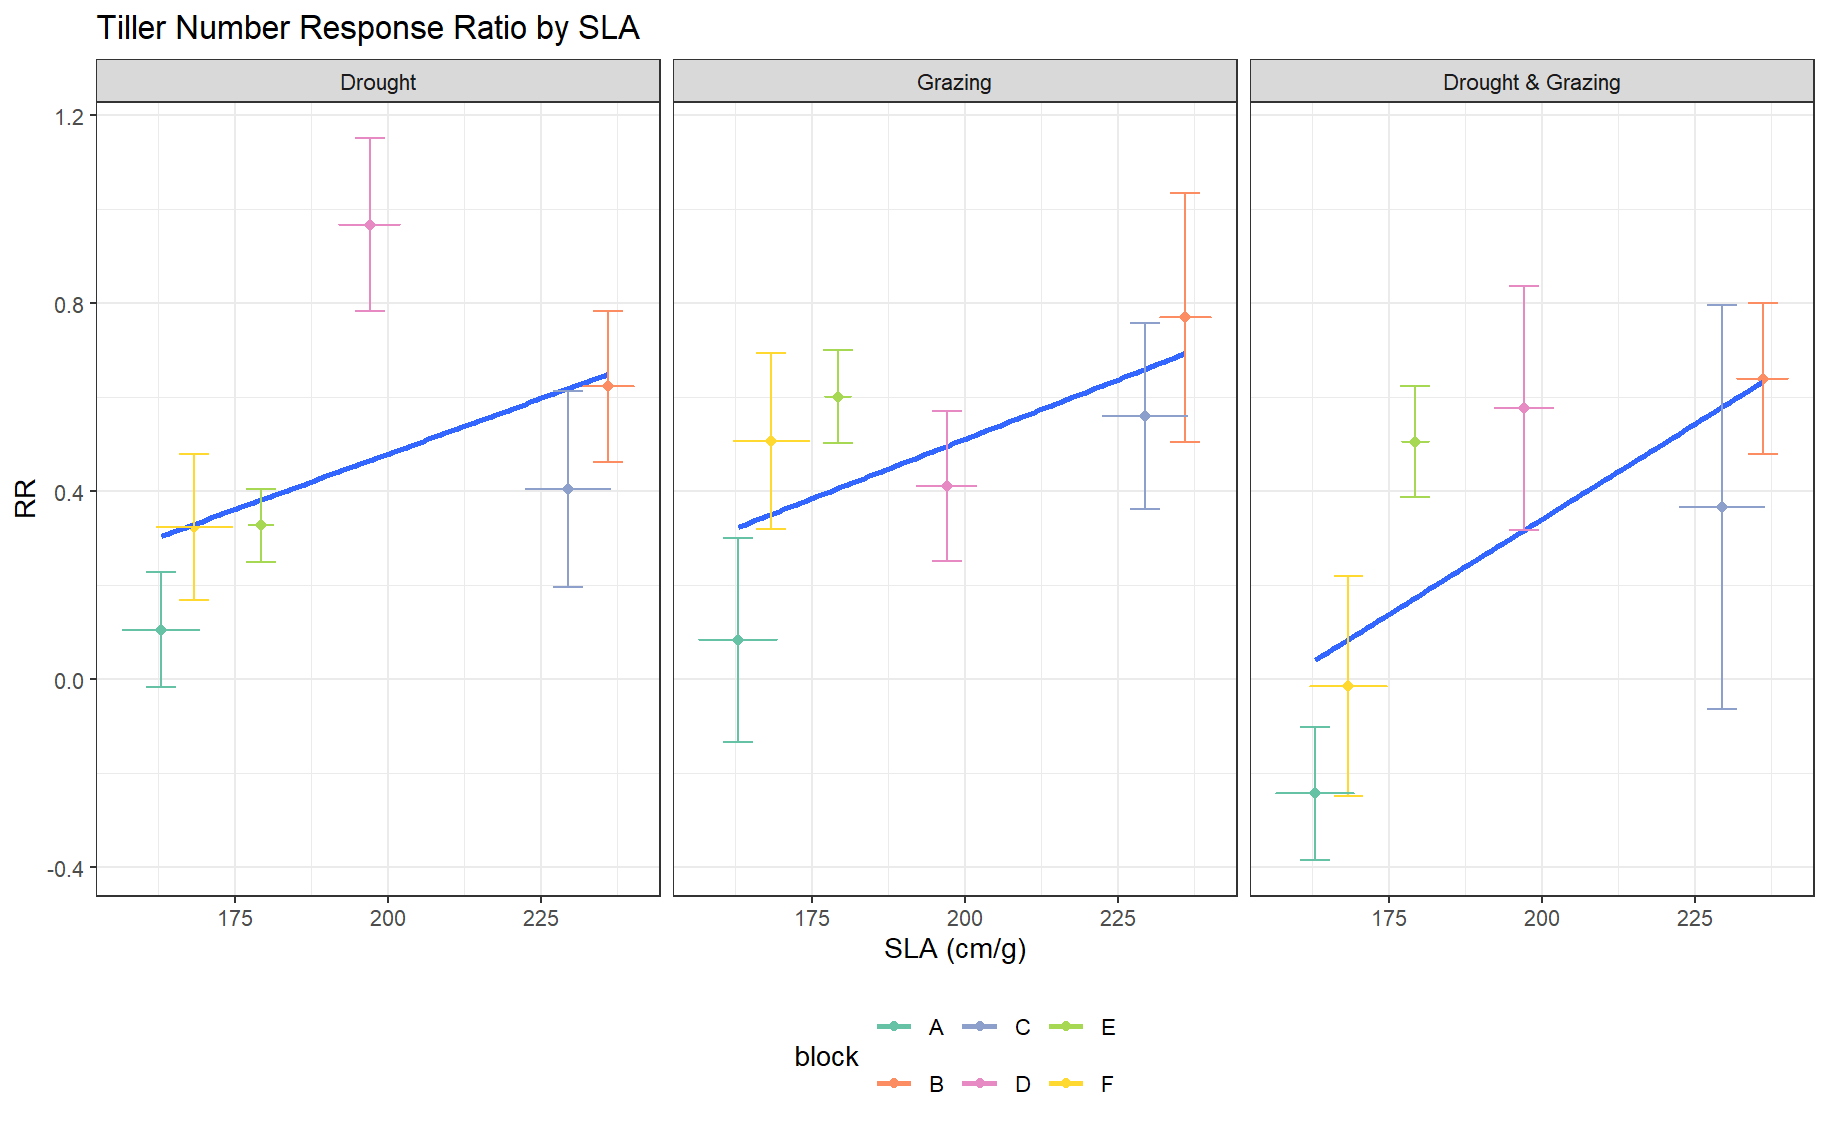 Tiller Number Response Ratio by SLA
Drought Grazing Drought & Grazing
1.2
0.8
0.4
0.0
-0.4
RR
175 200 225 175 200 225 175 200 225
SLA (cm/g)
block
A C E
B D F